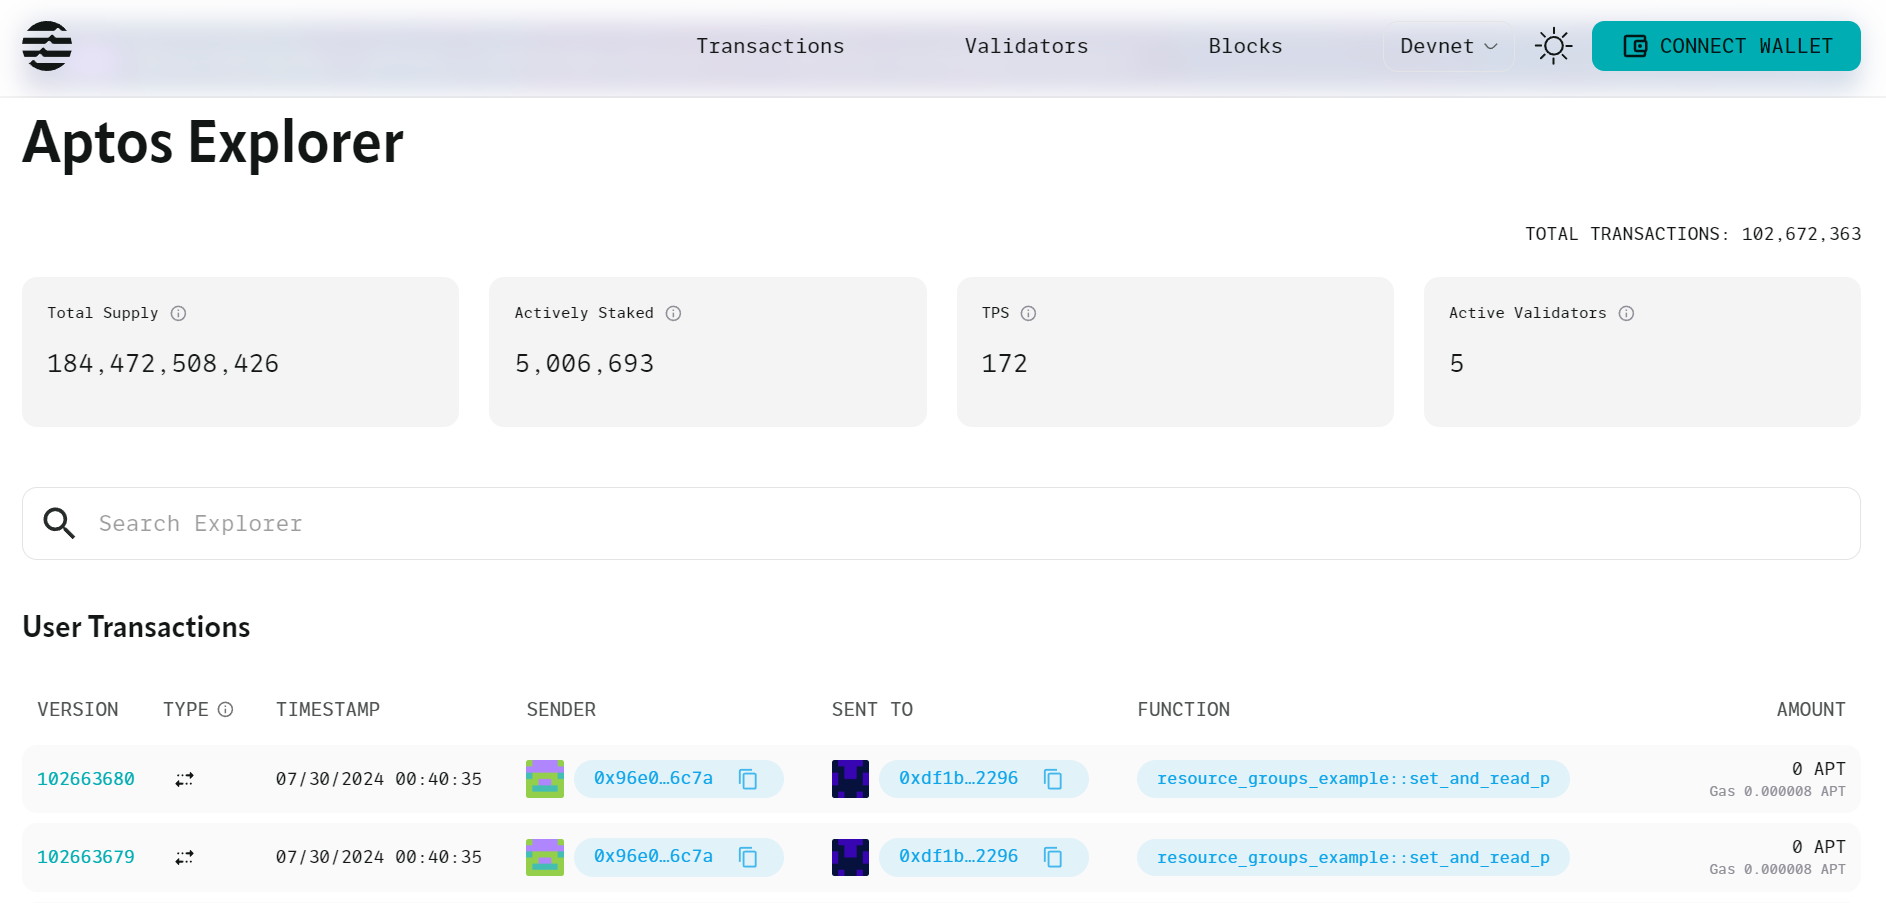 Transactions Validators Blocks Devnet CONNECT WALLET
Aptos Explorer
TOTAL TRANSACTIONS: 102,672,363
Total Supply Actively Staked TPS Active Validators
184,472,508,426 5,006,693 172 5
Search Explorer
User Transactions
VERSION TYPE TIMESTAMP SENDER SENT TO FUNCTION AMOUNT
102663680 07/30/2024 00:40:35 0x96e0…6c7a 0xdf1b…2296 resource_groups_example::set_and_read_p 0 APT
Gas 0.000008 APT
102663679 07/30/2024 00:40:35 0x96e0…6c7a 0xdf1b…2296 resource_groups_example::set_and_read_p 0 APT
Gas 0.000008 APT